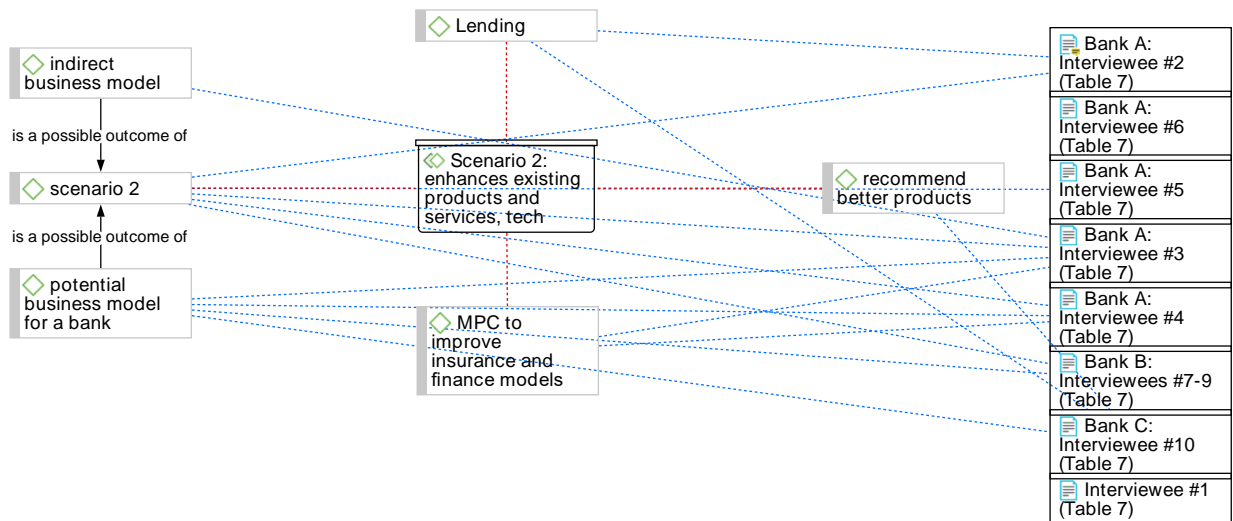 Lending
indirect
business model
is a possible outcome of
scenario 2
is a possible outcome of
potential
business model
for a bank
Scenario 2:
enhances existing
products and
services, tech
MPC to
improve
insurance and
finance models
recommend
better products
Bank A:
Interviewee #2
(Table 7)
Bank A:
Interviewee #6
(Table 7)
Bank A:
Interviewee #5
(Table 7)
Bank A:
Interviewee #3
(Table 7)
Bank A:
Interviewee #4
(Table 7)
Bank B:
Interviewees #7-9
(Table 7)
Bank C:
Interviewee #10
(Table 7)
Interviewee #1
(Table 7)